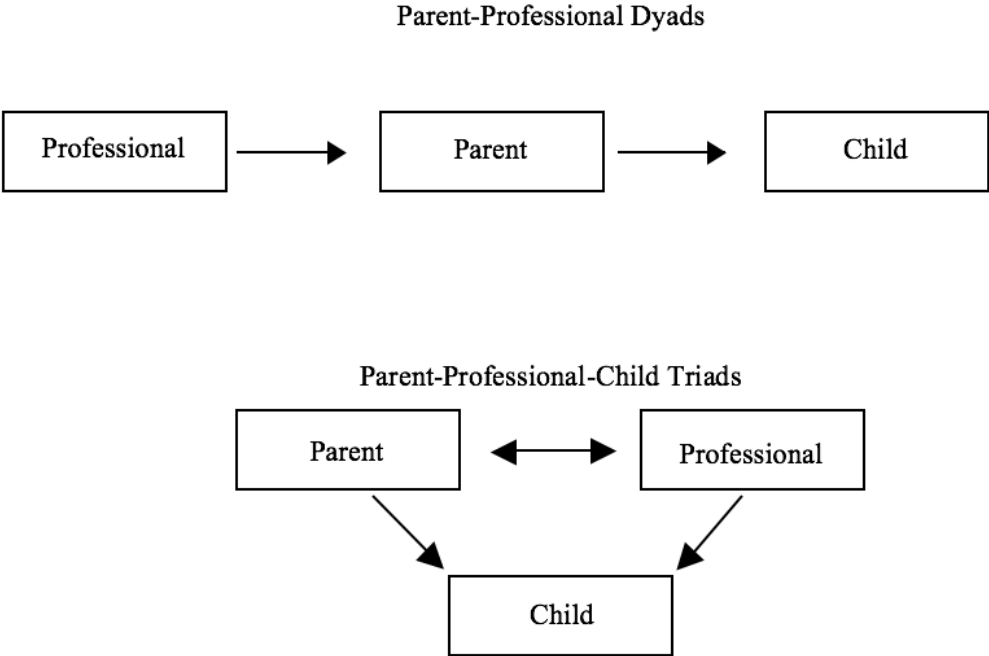 Parent-Professional Dyads
Professional
Parent
Child
Parent-Professional-Child Triads
Parent
Professional
Child